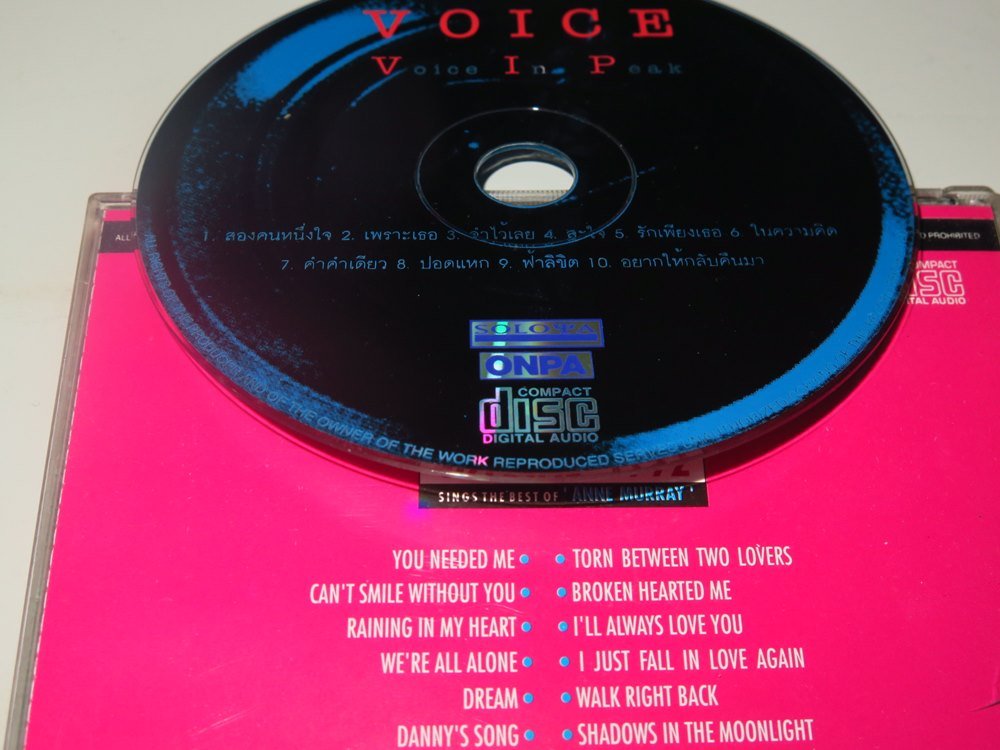 VOICE
Voice In Peak
1. สองคนหนึ่งใจ 2. เพราะเธอ 3. จำไว้เลย 4. สะใจ 5. รักเพียงเธอ 6. ในความคิด
7. คำคำเดียว 8. ปอดแหก 9. ฟ้าลิขิต 10. อยากให้กลับคืนมา
SOLO
ONPA
COMPACT
disc
DIGITAL AUDIO
OF THE OWNER OF THE WORK REPRODUCED
ALL
PROHIBITED
COMPACT
disc
DIGITAL AUDIO
SINGS THE BEST OF 'ANNE MURRAY'
YOU NEEDED ME • • TORN BETWEEN TWO LOVERS
CAN'T SMILE WITHOUT YOU • • BROKEN HEARTED ME
RAINING IN MY HEART • • I'LL ALWAYS LOVE YOU
WE'RE ALL ALONE • • I JUST FALL IN LOVE AGAIN
DREAM • • WALK RIGHT BACK
DANNY'S SONG • • SHADOWS IN THE MOONLIGHT